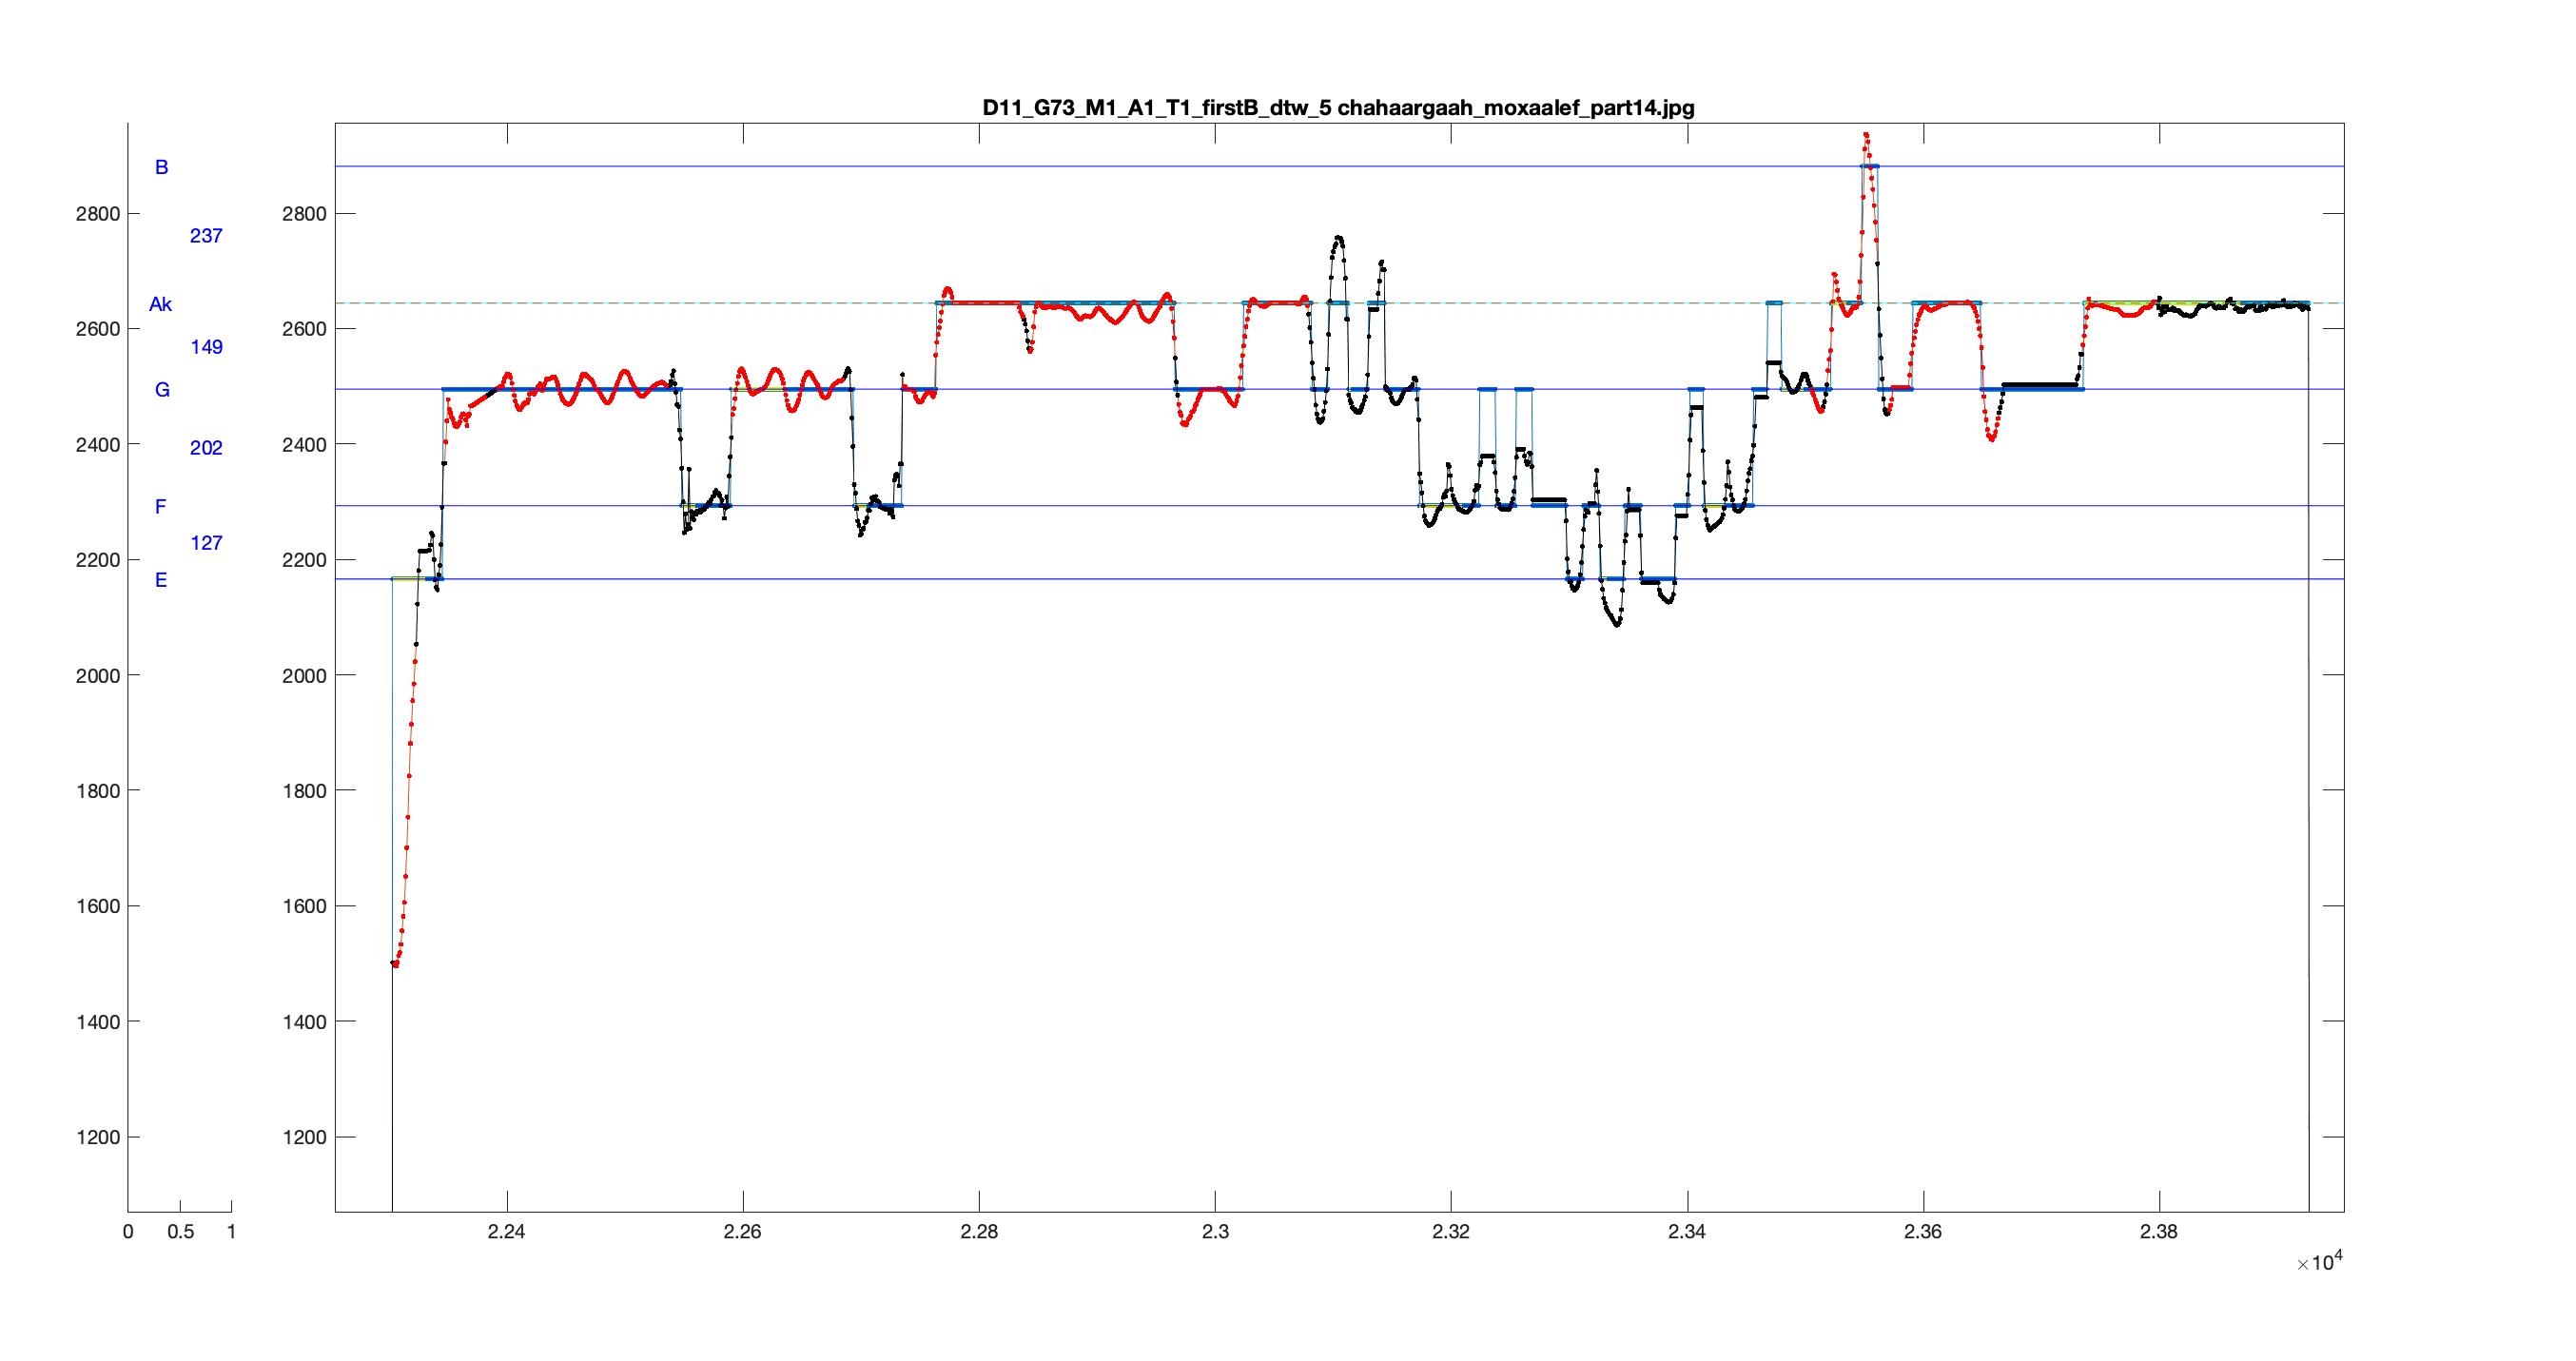 D11_G73_M1_A1_T1_firstB_dtw_5 chahaargaah_moxaalef_part14.jpg
B
2800 2800
237
Ak
2600 2600
149
G
2400 2400
202
F
127
2200 2200
E
2000 2000
1800 1800
1600 1600
1400 1400
1200 1200
0 0.5 1 2.24 2.26 2.28 2.3 2.32 2.34 2.36 2.38
×10⁴